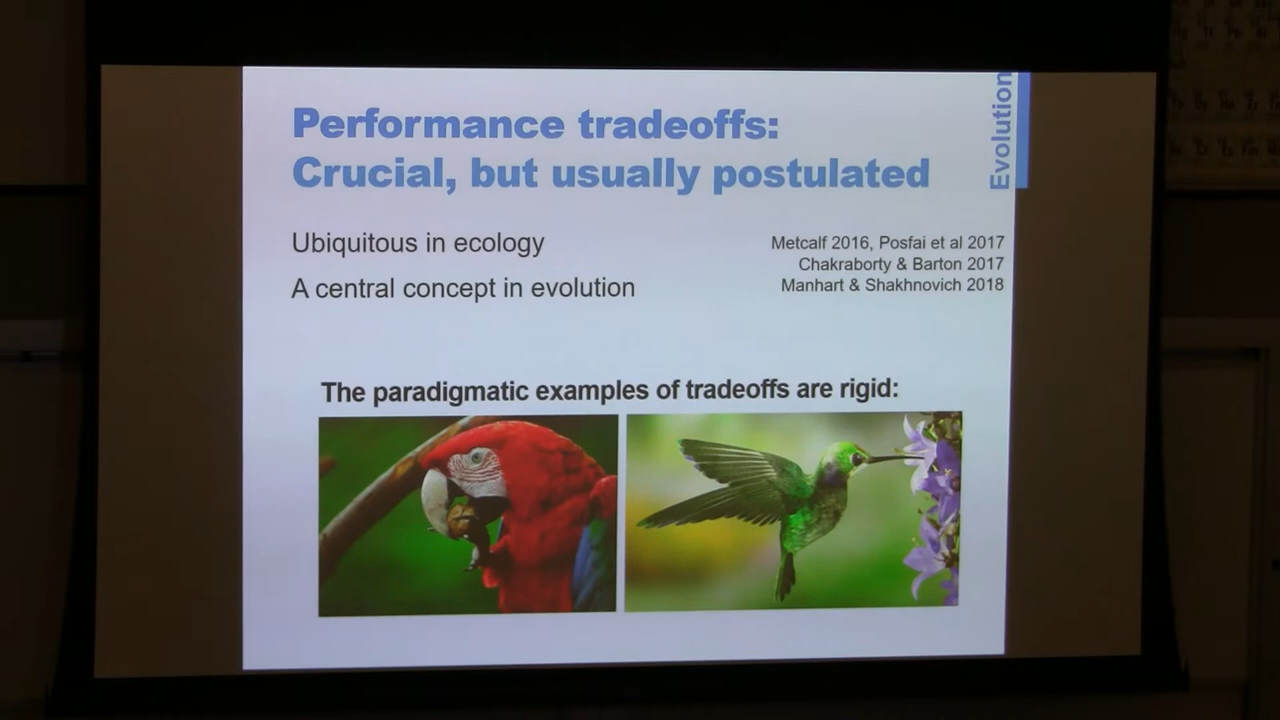 Performance tradeoffs:
Crucial, but usually postulated
Evolution
Ubiquitous in ecology
A central concept in evolution
Metcalf 2016, Posfai et al 2017
Chakraborty & Barton 2017
Manhart & Shakhnovich 2018
The paradigmatic examples of tradeoffs are rigid: